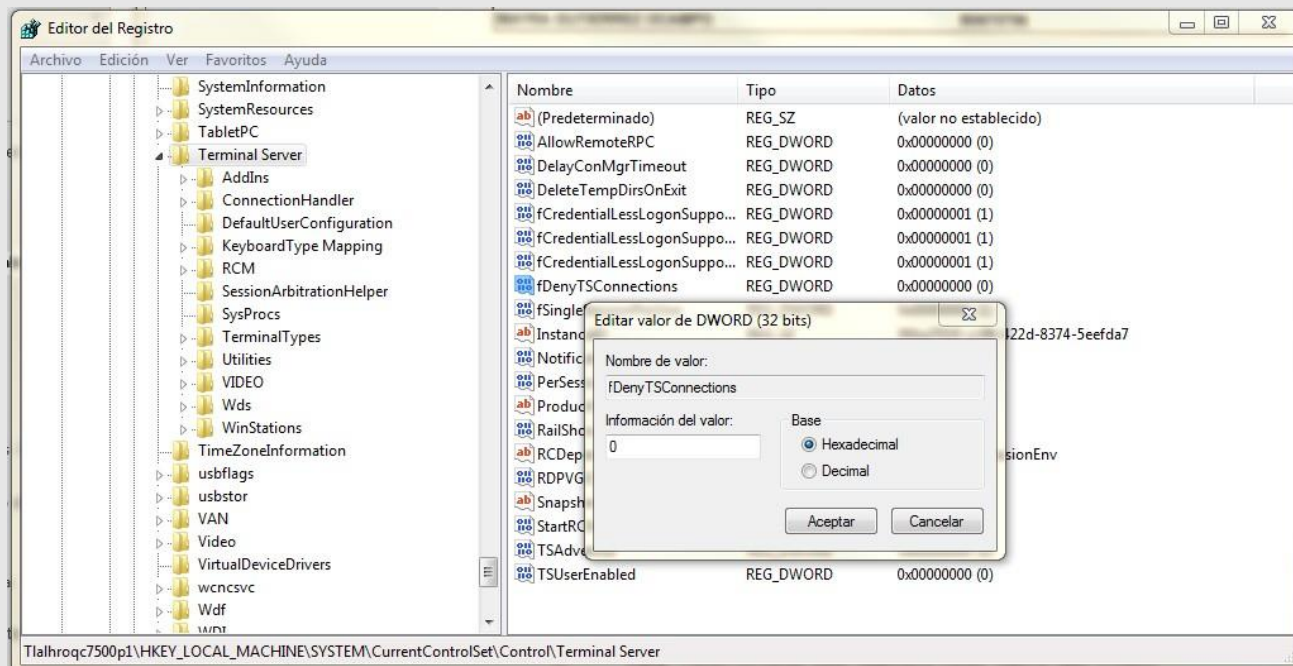 Editor del Registro
Archivo Edición Ver Favoritos Ayuda
SystemInformation
SystemResources
TabletPC
Terminal Server
AddIns
ConnectionHandler
DefaultUserConfiguration
KeyboardType Mapping
RCM
SessionArbitrationHelper
SysProcs
TerminalTypes
Utilities
VIDEO
Wds
WinStations
TimeZoneInformation
usbflags
usbstor
VAN
Video
VirtualDeviceDrivers
wcncsvc
Wdf
WDI
Nombre Tipo Datos
(Predeterminado) REG_SZ (valor no establecido)
AllowRemoteRPC REG_DWORD 0x00000000 (0)
DelayConMgrTimeout REG_DWORD 0x00000000 (0)
DeleteTempDirsOnExit REG_DWORD 0x00000000 (0)
fCredentialLessLogonSuppo... REG_DWORD 0x00000001 (1)
fCredentialLessLogonSuppo... REG_DWORD 0x00000001 (1)
fCredentialLessLogonSuppo... REG_DWORD 0x00000001 (1)
fDenyTSConnections REG_DWORD 0x00000000 (0)
fSingle
Instanc 422d-8374-5eefda7
Notific
PerSess
Produc
RailSho
RCDep sionEnv
RDPVG
Snapsh
StartRC
TSAdve
TSUserEnabled REG_DWORD 0x00000000 (0)
Editar valor de DWORD (32 bits)
Nombre de valor:
fDenyTSConnections
Información del valor:
0
Base
Hexadecimal
Decimal
Aceptar Cancelar
Tlalhroqc7500p1\HKEY_LOCAL_MACHINE\SYSTEM\CurrentControlSet\Control\Terminal Server